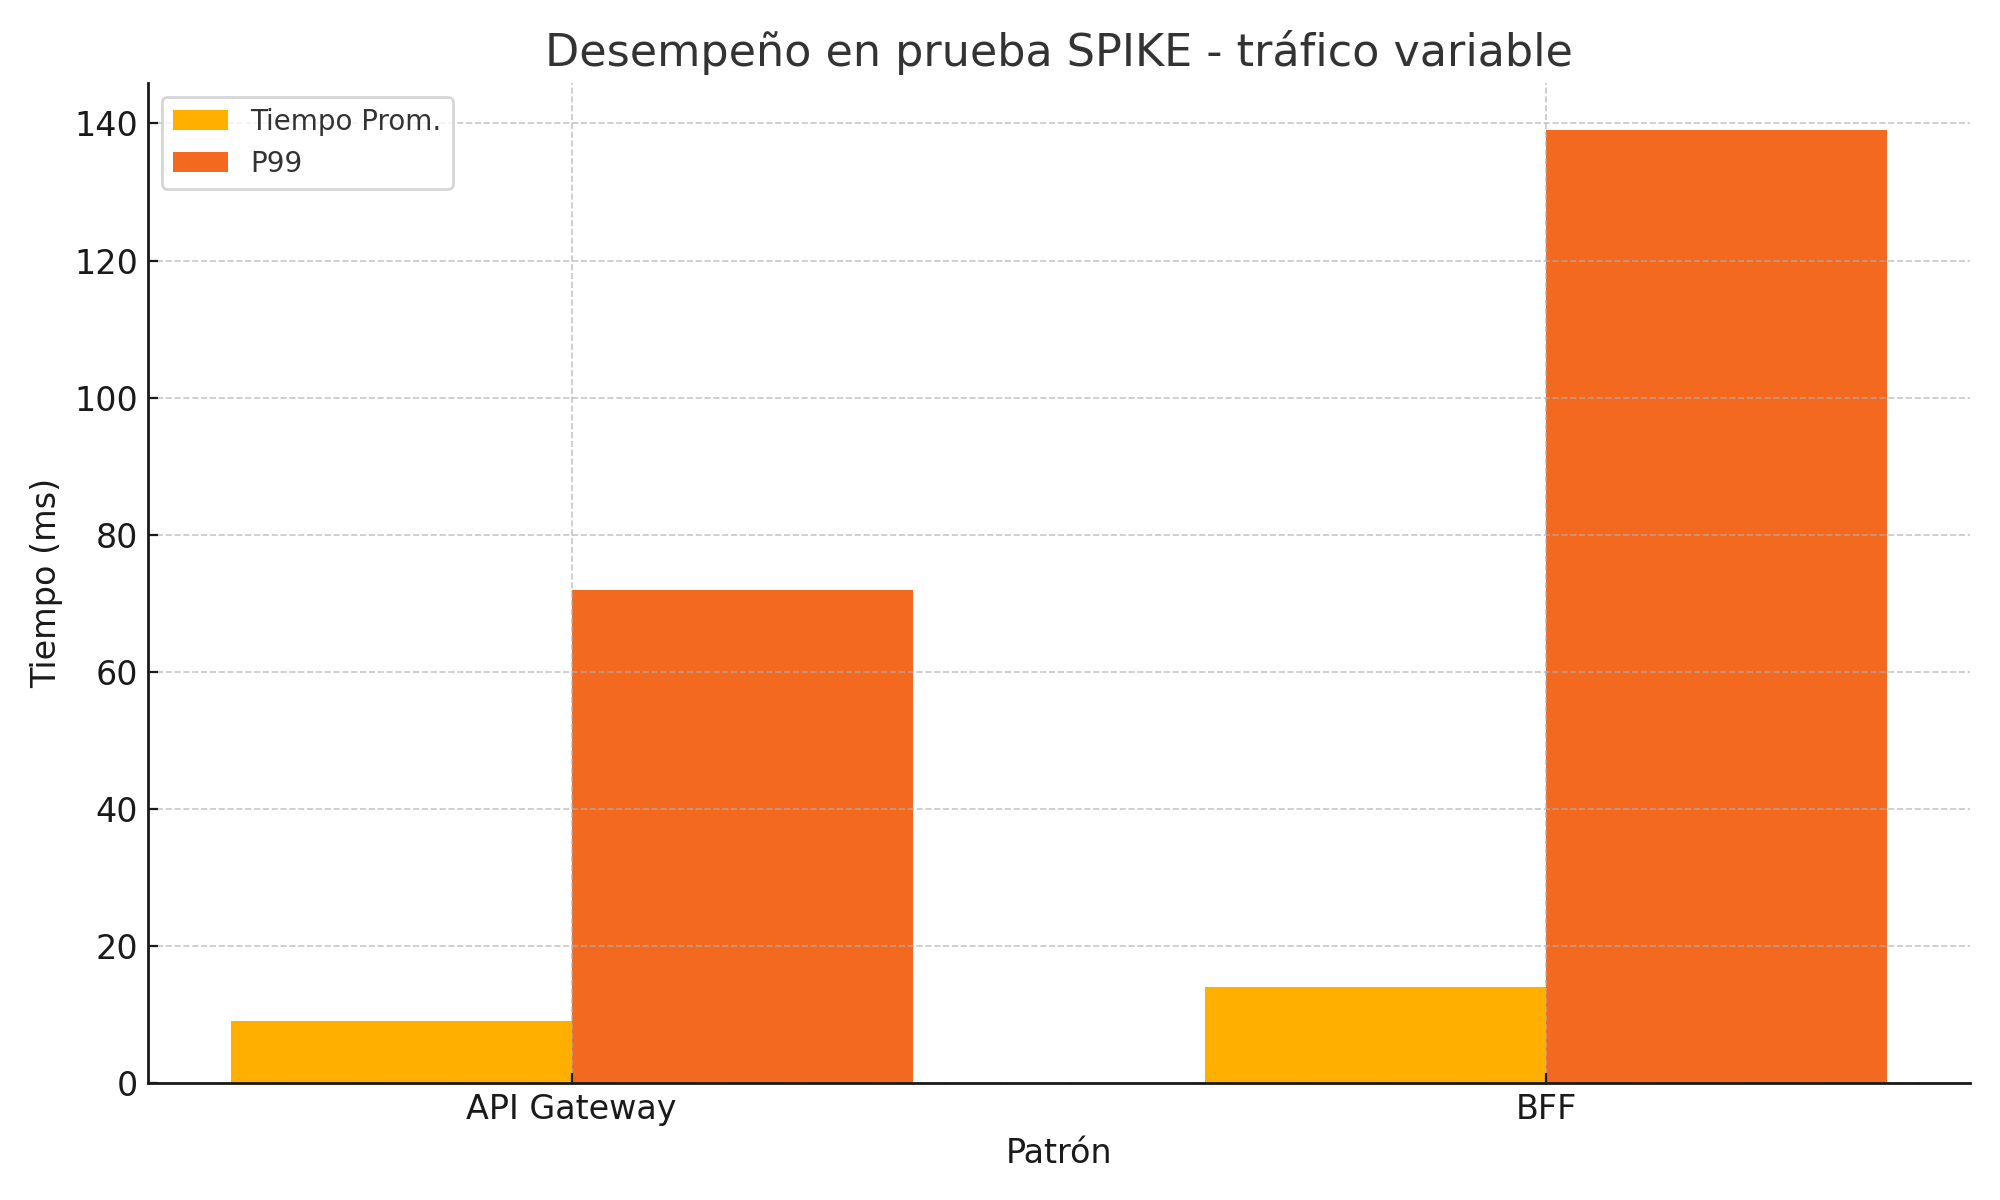 Desempeño en prueba SPIKE - tráfico variable
Tiempo Prom.
P99
140
120
100
80
60
40
20
0
Tiempo (ms)
API Gateway
BFF
Patrón